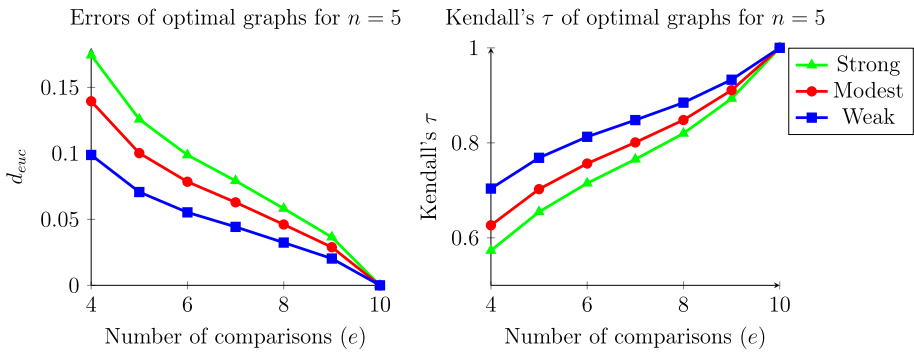 Errors of optimal graphs for n = 5
0.15
0.1
0.05
0
d_euc
4 6 8 10
Number of comparisons (e)
Kendall's τ of optimal graphs for n = 5
1
0.8
0.6
Kendall's τ
4 6 8 10
Number of comparisons (e)
Strong
Modest
Weak